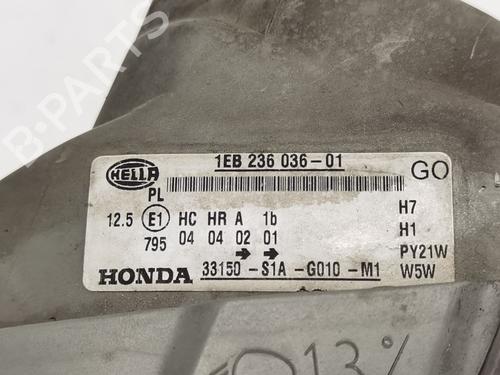 B-PARTS
1EB 236 036-01
HELLA
PL
GO
12.5 E1 HC HR A 1b
795 04 04 02 01
H7
H1
PY21W
W5W
HONDA 33150-S1A-G010-M1
013%